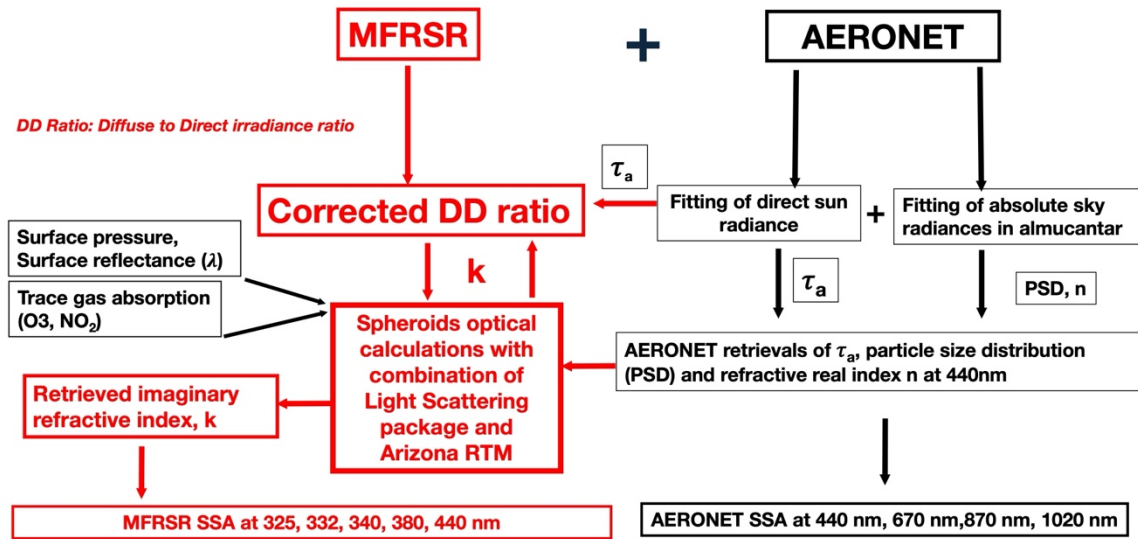 MFRSR
+
AERONET
DD Ratio: Diffuse to Direct irradiance ratio
τa
Corrected DD ratio
Fitting of direct sun
radiance
+
Fitting of absolute sky
radiances in almucantar
Surface pressure,
Surface reflectance (λ)
k
τa
PSD, n
Trace gas absorption
(O3, NO₂)
Spheroids optical
calculations with
combination of
Light Scattering
package and
Arizona RTM
AERONET retrievals of τa, particle size distribution
(PSD) and refractive real index n at 440nm
Retrieved imaginary
refractive index, k
MFRSR SSA at 325, 332, 340, 380, 440 nm
AERONET SSA at 440 nm, 670 nm,870 nm, 1020 nm